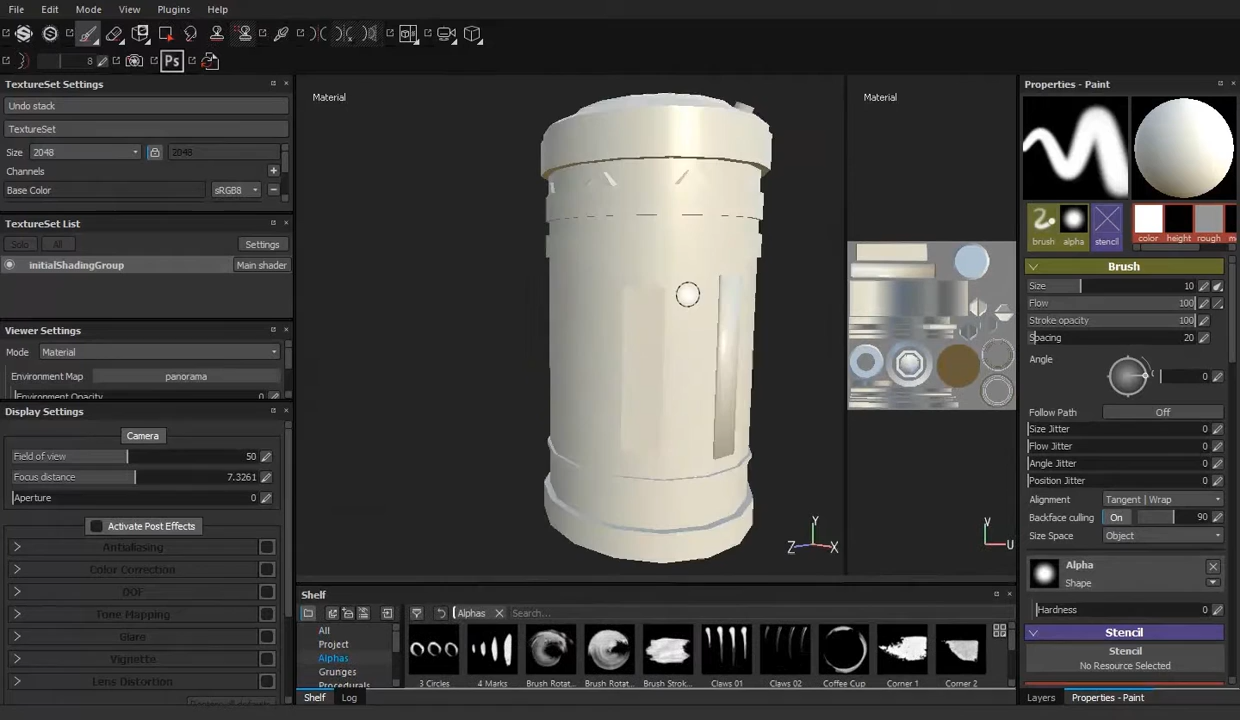 File Edit Mode View Plugins Help
8 Ps
TextureSet Settings
Undo stack
TextureSet
Size 2048 2048
Channels
Base Color sRGB8
TextureSet List
Solo All Settings
initialShadingGroup Main shader
Viewer Settings
Mode Material
Environment Map panorama
Environment Opacity 0
Display Settings
Camera
Field of view 50
Focus distance 7.3261
Aperture 0
Activate Post Effects
Antialiasing
Color Correction
DOF
Tone Mapping
Glare
Vignette
Lens Distortion
Material
Y
Z X
Material
V
U
Shelf
Alphas Search...
All
Project
Alphas
Grunges
Procedurals
3 Circles 4 Marks Brush Rotat... Brush Rotat... Brush Strok... Claws 01 Claws 02 Coffee Cup Corner 1 Corner 2
Shelf Log
Properties - Paint
brush alpha stencil color height rough m
Brush
Size 10
Flow 100
Stroke opacity 100
Spacing 20
Angle 0
Follow Path Off
Size Jitter 0
Flow Jitter 0
Angle Jitter 0
Position Jitter 0
Alignment Tangent | Wrap
Backface culling On 90
Size Space Object
Alpha
Shape
Hardness 0
Stencil
Stencil
No Resource Selected
Layers Properties - Paint